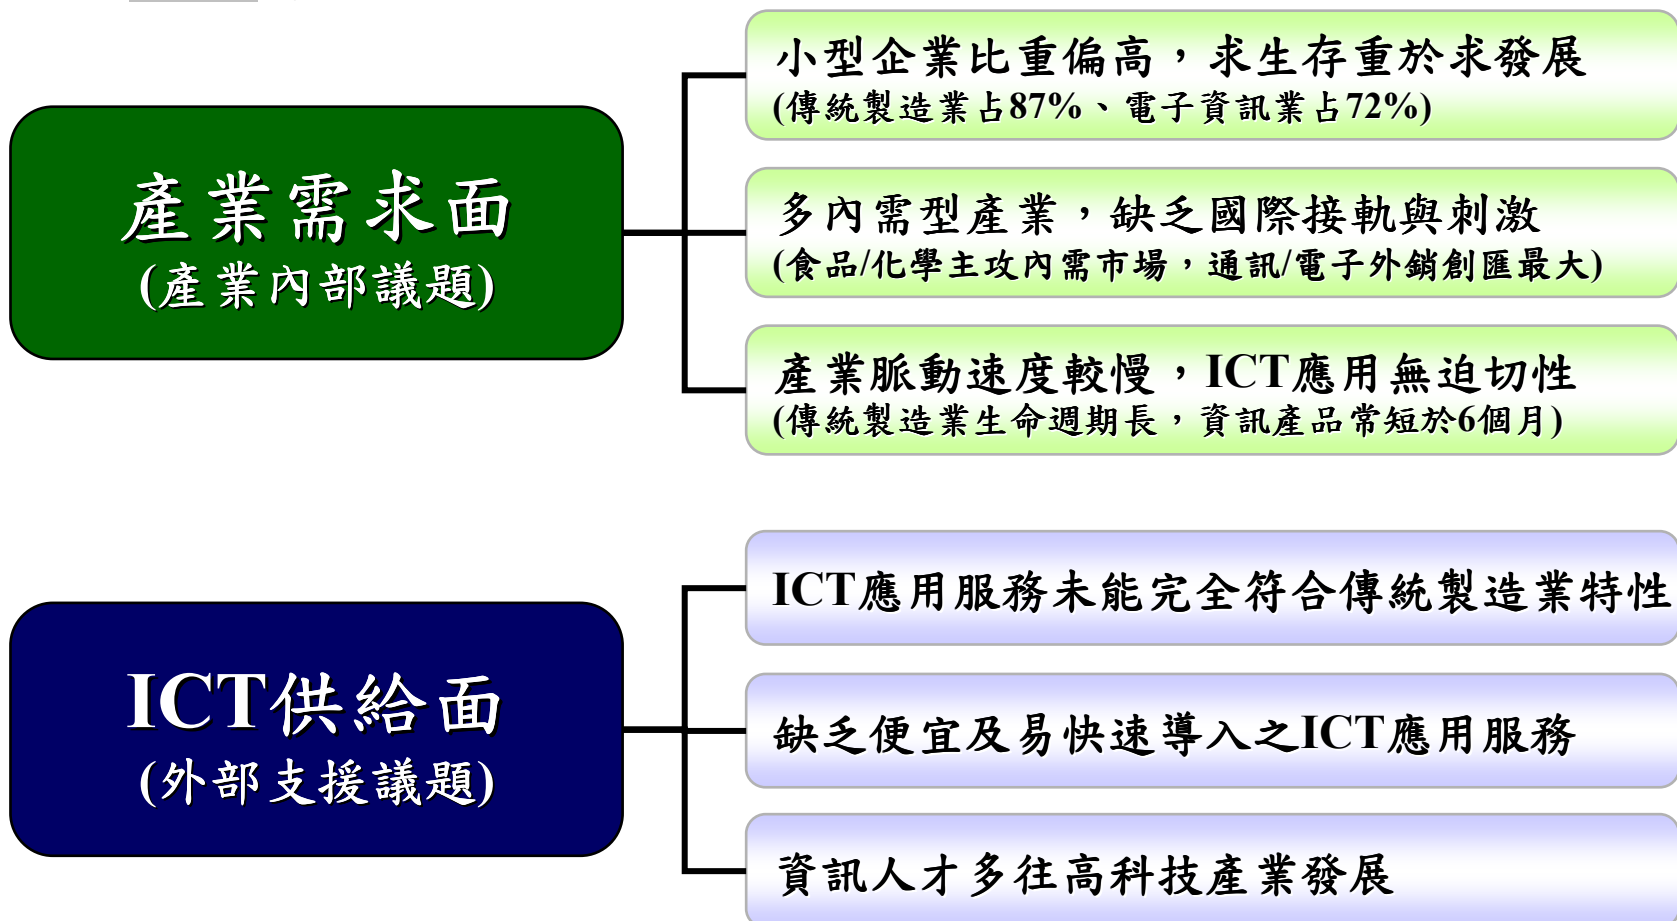 產業需求面
(產業內部議題)
小型企業比重偏高，求生存重於求發展
(傳統製造業占87%、電子資訊業占72%)
多內需型產業，缺乏國際接軌與刺激
(食品/化學主攻內需市場，通訊/電子外銷創匯最大)
產業脈動速度較慢，ICT應用無迫切性
(傳統製造業生命週期長，資訊產品常短於6個月)
ICT供給面
(外部支援議題)
ICT應用服務未能完全符合傳統製造業特性
缺乏便宜及易快速導入之ICT應用服務
資訊人才多往高科技產業發展